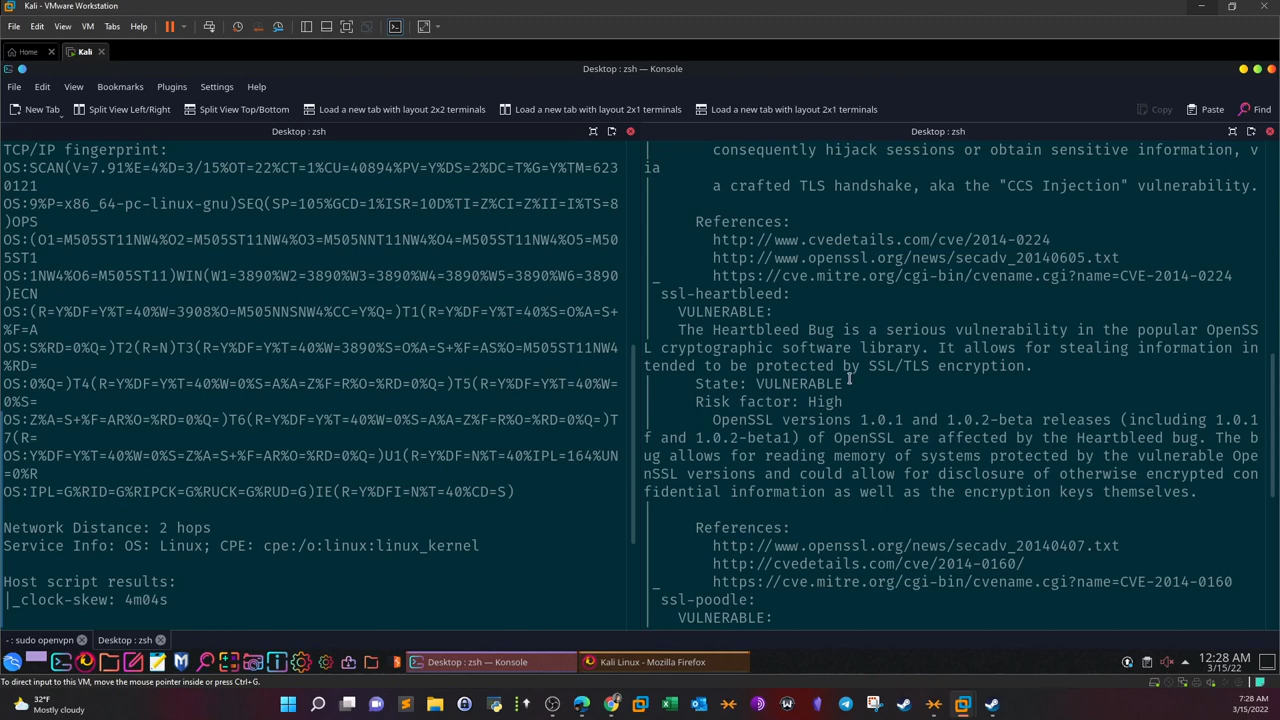 Kali - VMware Workstation
File Edit View VM Tabs Help
Home Kali
Desktop : zsh — Konsole
File Edit View Bookmarks Plugins Settings Help
New Tab Split View Left/Right Split View Top/Bottom Load a new tab with layout 2x2 terminals Load a new tab with layout 2x1 terminals Load a new tab with layout 2x1 terminals Copy Paste Find
Desktop : zsh
TCP/IP fingerprint:
OS:SCAN(V=7.91%E=4%D=3/15%OT=22%CT=1%CU=40894%PV=Y%DS=2%DC=T%G=Y%TM=623
0121
OS:9%P=x86_64-pc-linux-gnu)SEQ(SP=105%GCD=1%ISR=10D%TI=Z%CI=Z%II=I%TS=8
)OPS
OS:(O1=M505ST11NW4%O2=M505ST11NW4%O3=M505NNT11NW4%O4=M505ST11NW4%O5=M50
5ST1
OS:1NW4%O6=M505ST11)WIN(W1=3890%W2=3890%W3=3890%W4=3890%W5=3890%W6=3890
)ECN
OS:(R=Y%DF=Y%T=40%W=3908%O=M505NNSNW4%CC=Y%Q=)T1(R=Y%DF=Y%T=40%S=O%A=S+
%F=A
OS:S%RD=0%Q=)T2(R=N)T3(R=Y%DF=Y%T=40%W=3890%S=O%A=S+%F=AS%O=M505ST11NW4
%RD=
OS:0%Q=)T4(R=Y%DF=Y%T=40%W=0%S=A%A=Z%F=R%O=%RD=0%Q=)T5(R=Y%DF=Y%T=40%W=
0%S=
OS:Z%A=S+%F=AR%O=%RD=0%Q=)T6(R=Y%DF=Y%T=40%W=0%S=A%A=Z%F=R%O=%RD=0%Q=)T
7(R=
OS:Y%DF=Y%T=40%W=0%S=Z%A=S+%F=AR%O=%RD=0%Q=)U1(R=Y%DF=N%T=40%IPL=164%UN
=0%R
OS:IPL=G%RID=G%RIPCK=G%RUCK=G%RUD=G)IE(R=Y%DFI=N%T=40%CD=S)
Network Distance: 2 hops
Service Info: OS: Linux; CPE: cpe:/o:linux:linux_kernel
Host script results:
|_clock-skew: 4m04s
Desktop : zsh
| consequently hijack sessions or obtain sensitive information, v
ia
| a crafted TLS handshake, aka the "CCS Injection" vulnerability.
|
| References:
| http://www.cvedetails.com/cve/2014-0224
| http://www.openssl.org/news/secadv_20140605.txt
|_ https://cve.mitre.org/cgi-bin/cvename.cgi?name=CVE-2014-0224
| ssl-heartbleed:
| VULNERABLE:
| The Heartbleed Bug is a serious vulnerability in the popular OpenSS
L cryptographic software library. It allows for stealing information in
tended to be protected by SSL/TLS encryption.
| State: VULNERABLE
| Risk factor: High
| OpenSSL versions 1.0.1 and 1.0.2-beta releases (including 1.0.1
f and 1.0.2-beta1) of OpenSSL are affected by the Heartbleed bug. The b
ug allows for reading memory of systems protected by the vulnerable Ope
nSSL versions and could allow for disclosure of otherwise encrypted con
fidential information as well as the encryption keys themselves.
|
| References:
| http://www.openssl.org/news/secadv_20140407.txt
| http://cvedetails.com/cve/2014-0160/
|_ https://cve.mitre.org/cgi-bin/cvename.cgi?name=CVE-2014-0160
| ssl-poodle:
| VULNERABLE:
- : sudo openvpn Desktop : zsh
Desktop : zsh — Konsole Kali Linux - Mozilla Firefox 12:28 AM
3/15/22
To direct input to this VM, move the mouse pointer inside or press Ctrl+G.
32°F
Mostly cloudy
7:28 AM
3/15/2022